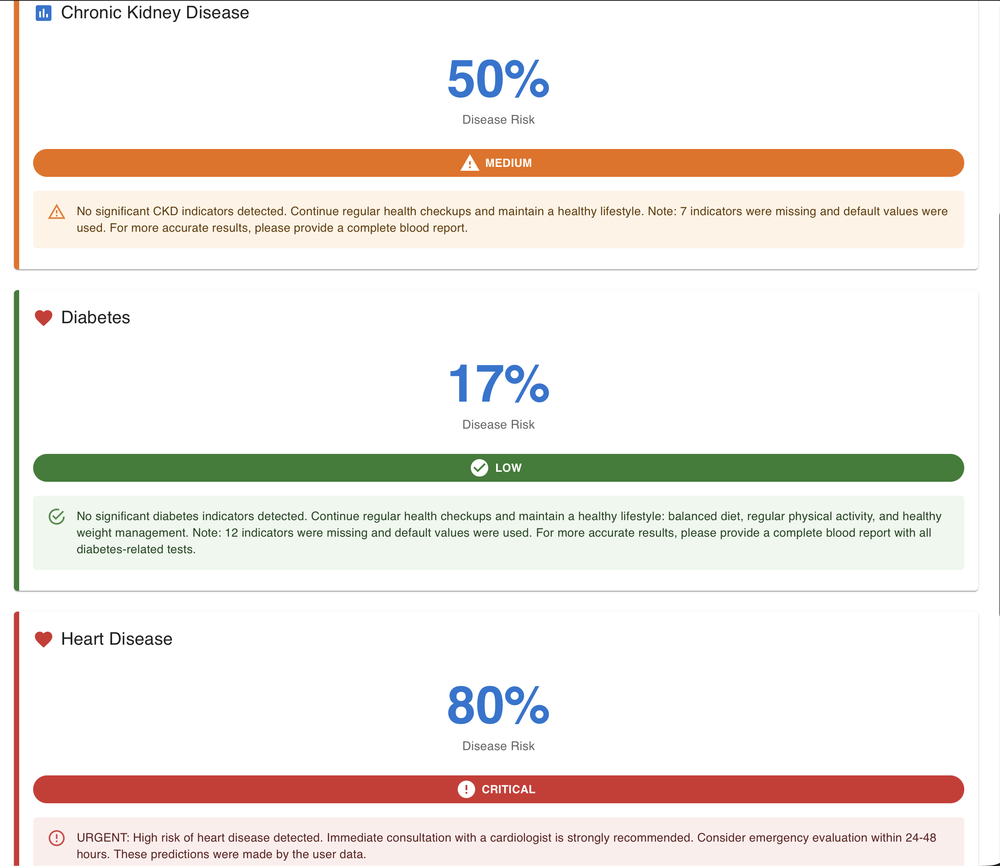 Chronic Kidney Disease
50%
Disease Risk
MEDIUM
No significant CKD indicators detected. Continue regular health checkups and maintain a healthy lifestyle. Note: 7 indicators were missing and default values were
used. For more accurate results, please provide a complete blood report.
Diabetes
17%
Disease Risk
LOW
No significant diabetes indicators detected. Continue regular health checkups and maintain a healthy lifestyle: balanced diet, regular physical activity, and healthy
weight management. Note: 12 indicators were missing and default values were used. For more accurate results, please provide a complete blood report with all
diabetes-related tests.
Heart Disease
80%
Disease Risk
CRITICAL
URGENT: High risk of heart disease detected. Immediate consultation with a cardiologist is strongly recommended. Consider emergency evaluation within 24-48
hours. These predictions were made by the user data.